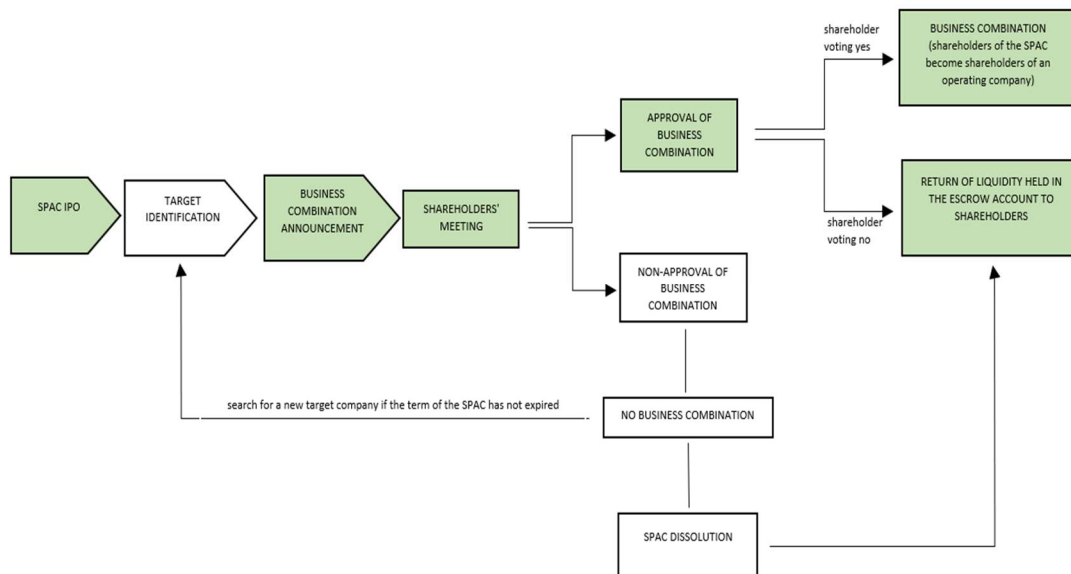 SPAC IPO
TARGET
IDENTIFICATION
BUSINESS
COMBINATION
ANNOUNCEMENT
SHAREHOLDERS'
MEETING
APPROVAL OF
BUSINESS
COMBINATION
shareholder
voting yes
BUSINESS COMBINATION
(shareholders of the SPAC
become shareholders of an
operating company)
shareholder
voting no
RETURN OF LIQUIDITY HELD IN
THE ESCROW ACCOUNT TO
SHAREHOLDERS
NON-APPROVAL OF
BUSINESS
COMBINATION
search for a new target company if the term of the SPAC has not expired
NO BUSINESS COMBINATION
SPAC DISSOLUTION